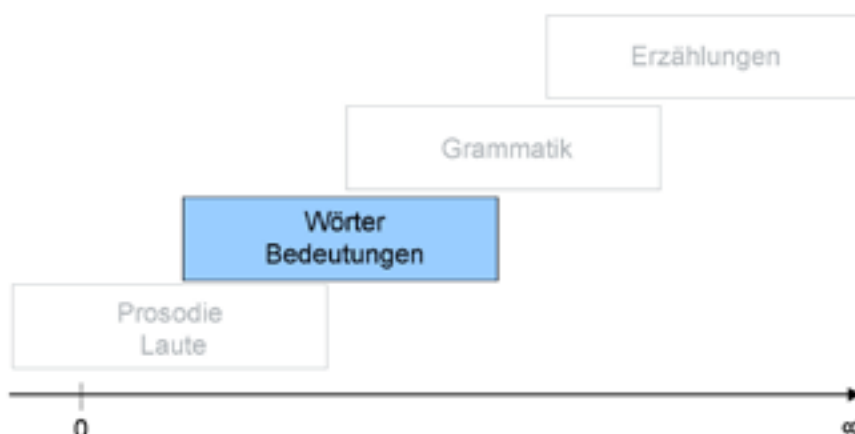 Erzählungen
Grammatik
Wörter
Bedeutungen
Prosodie
Laute
0